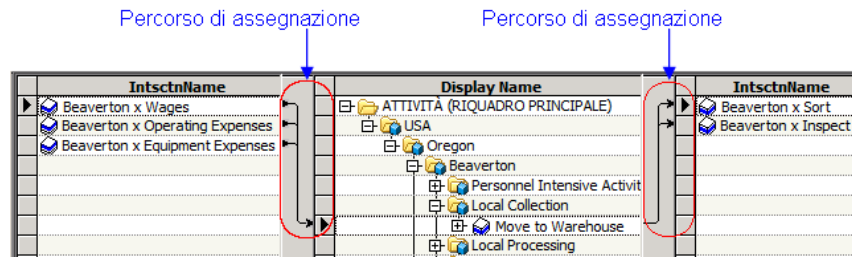 Percorso di assegnazione Percorso di assegnazione
IntsctnName Display Name IntsctnName
Beaverton x Wages ATTIVITÀ (RIQUADRO PRINCIPALE) Beaverton x Sort
Beaverton x Operating Expenses USA Beaverton x Inspect
Beaverton x Equipment Expenses Oregon
Beaverton
Personnel Intensive Activit
Local Collection
Move to Warehouse
Local Processing